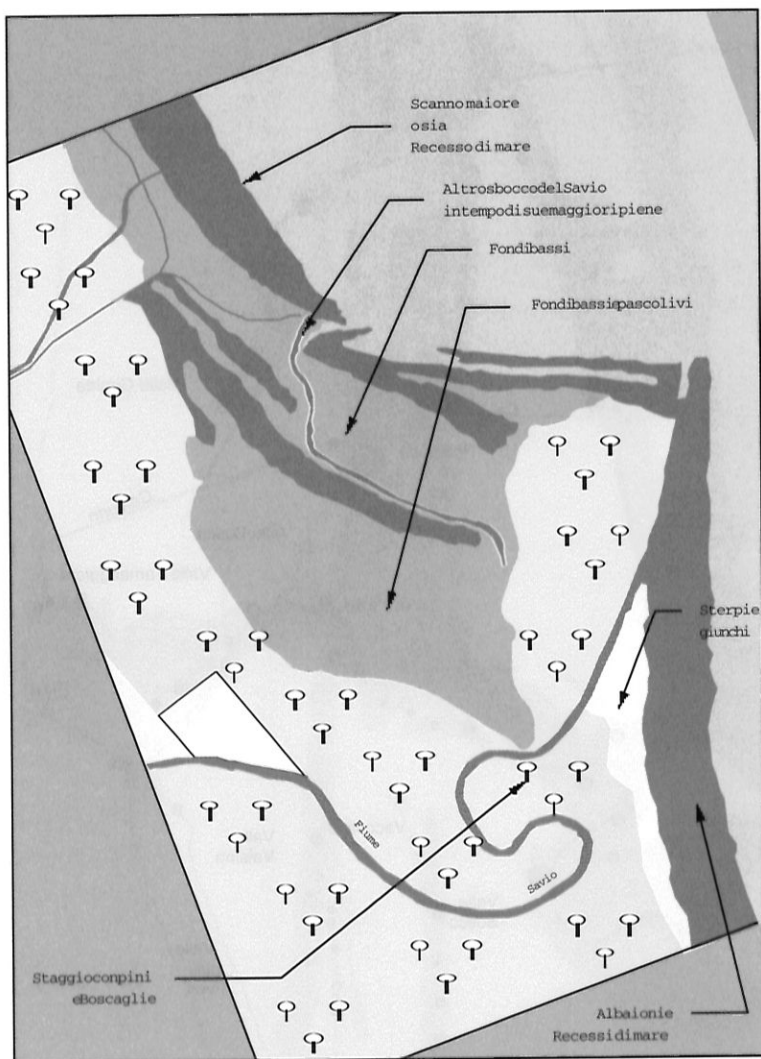 Scannomaiore
osia
Recessodimare
AltrosboccodelSavio
intempodisuemaggioripiene
Fondibassi
Fondibassiepascolivi
Sterpie
giunchi
Fiume
Savio
Staggioconpini
eBoscaglie
Albaionie
Recessidimare